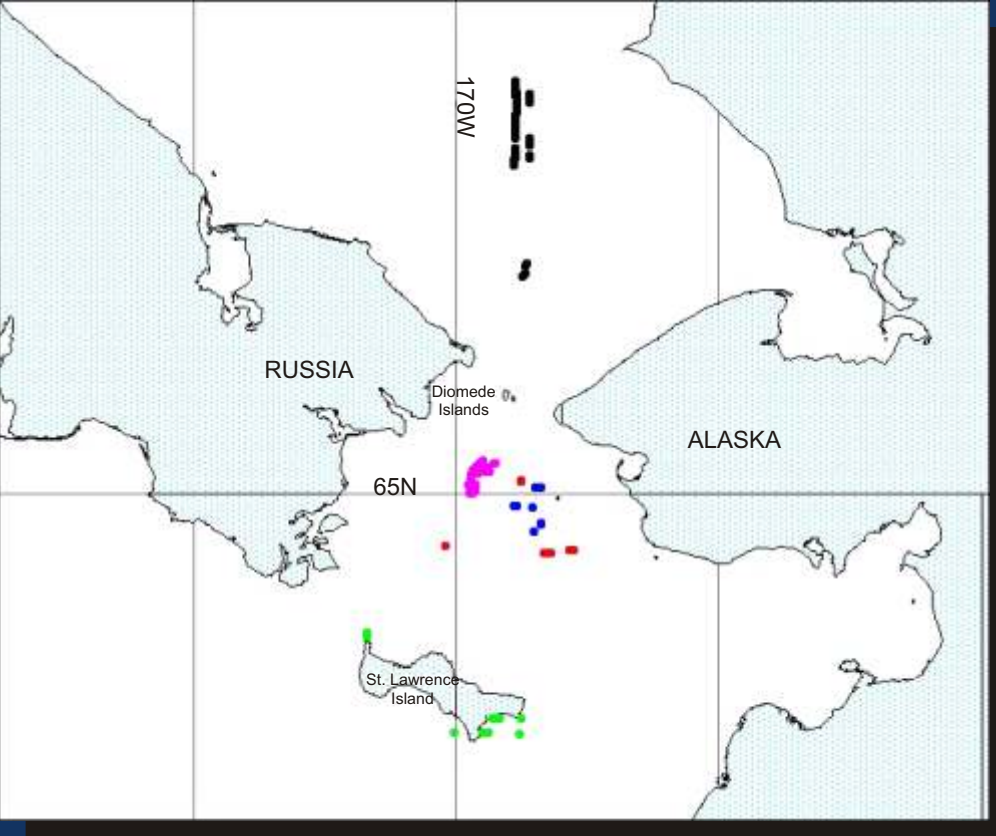 170W
RUSSIA
Diomede
Islands
ALASKA
65N
St. Lawrence
Island